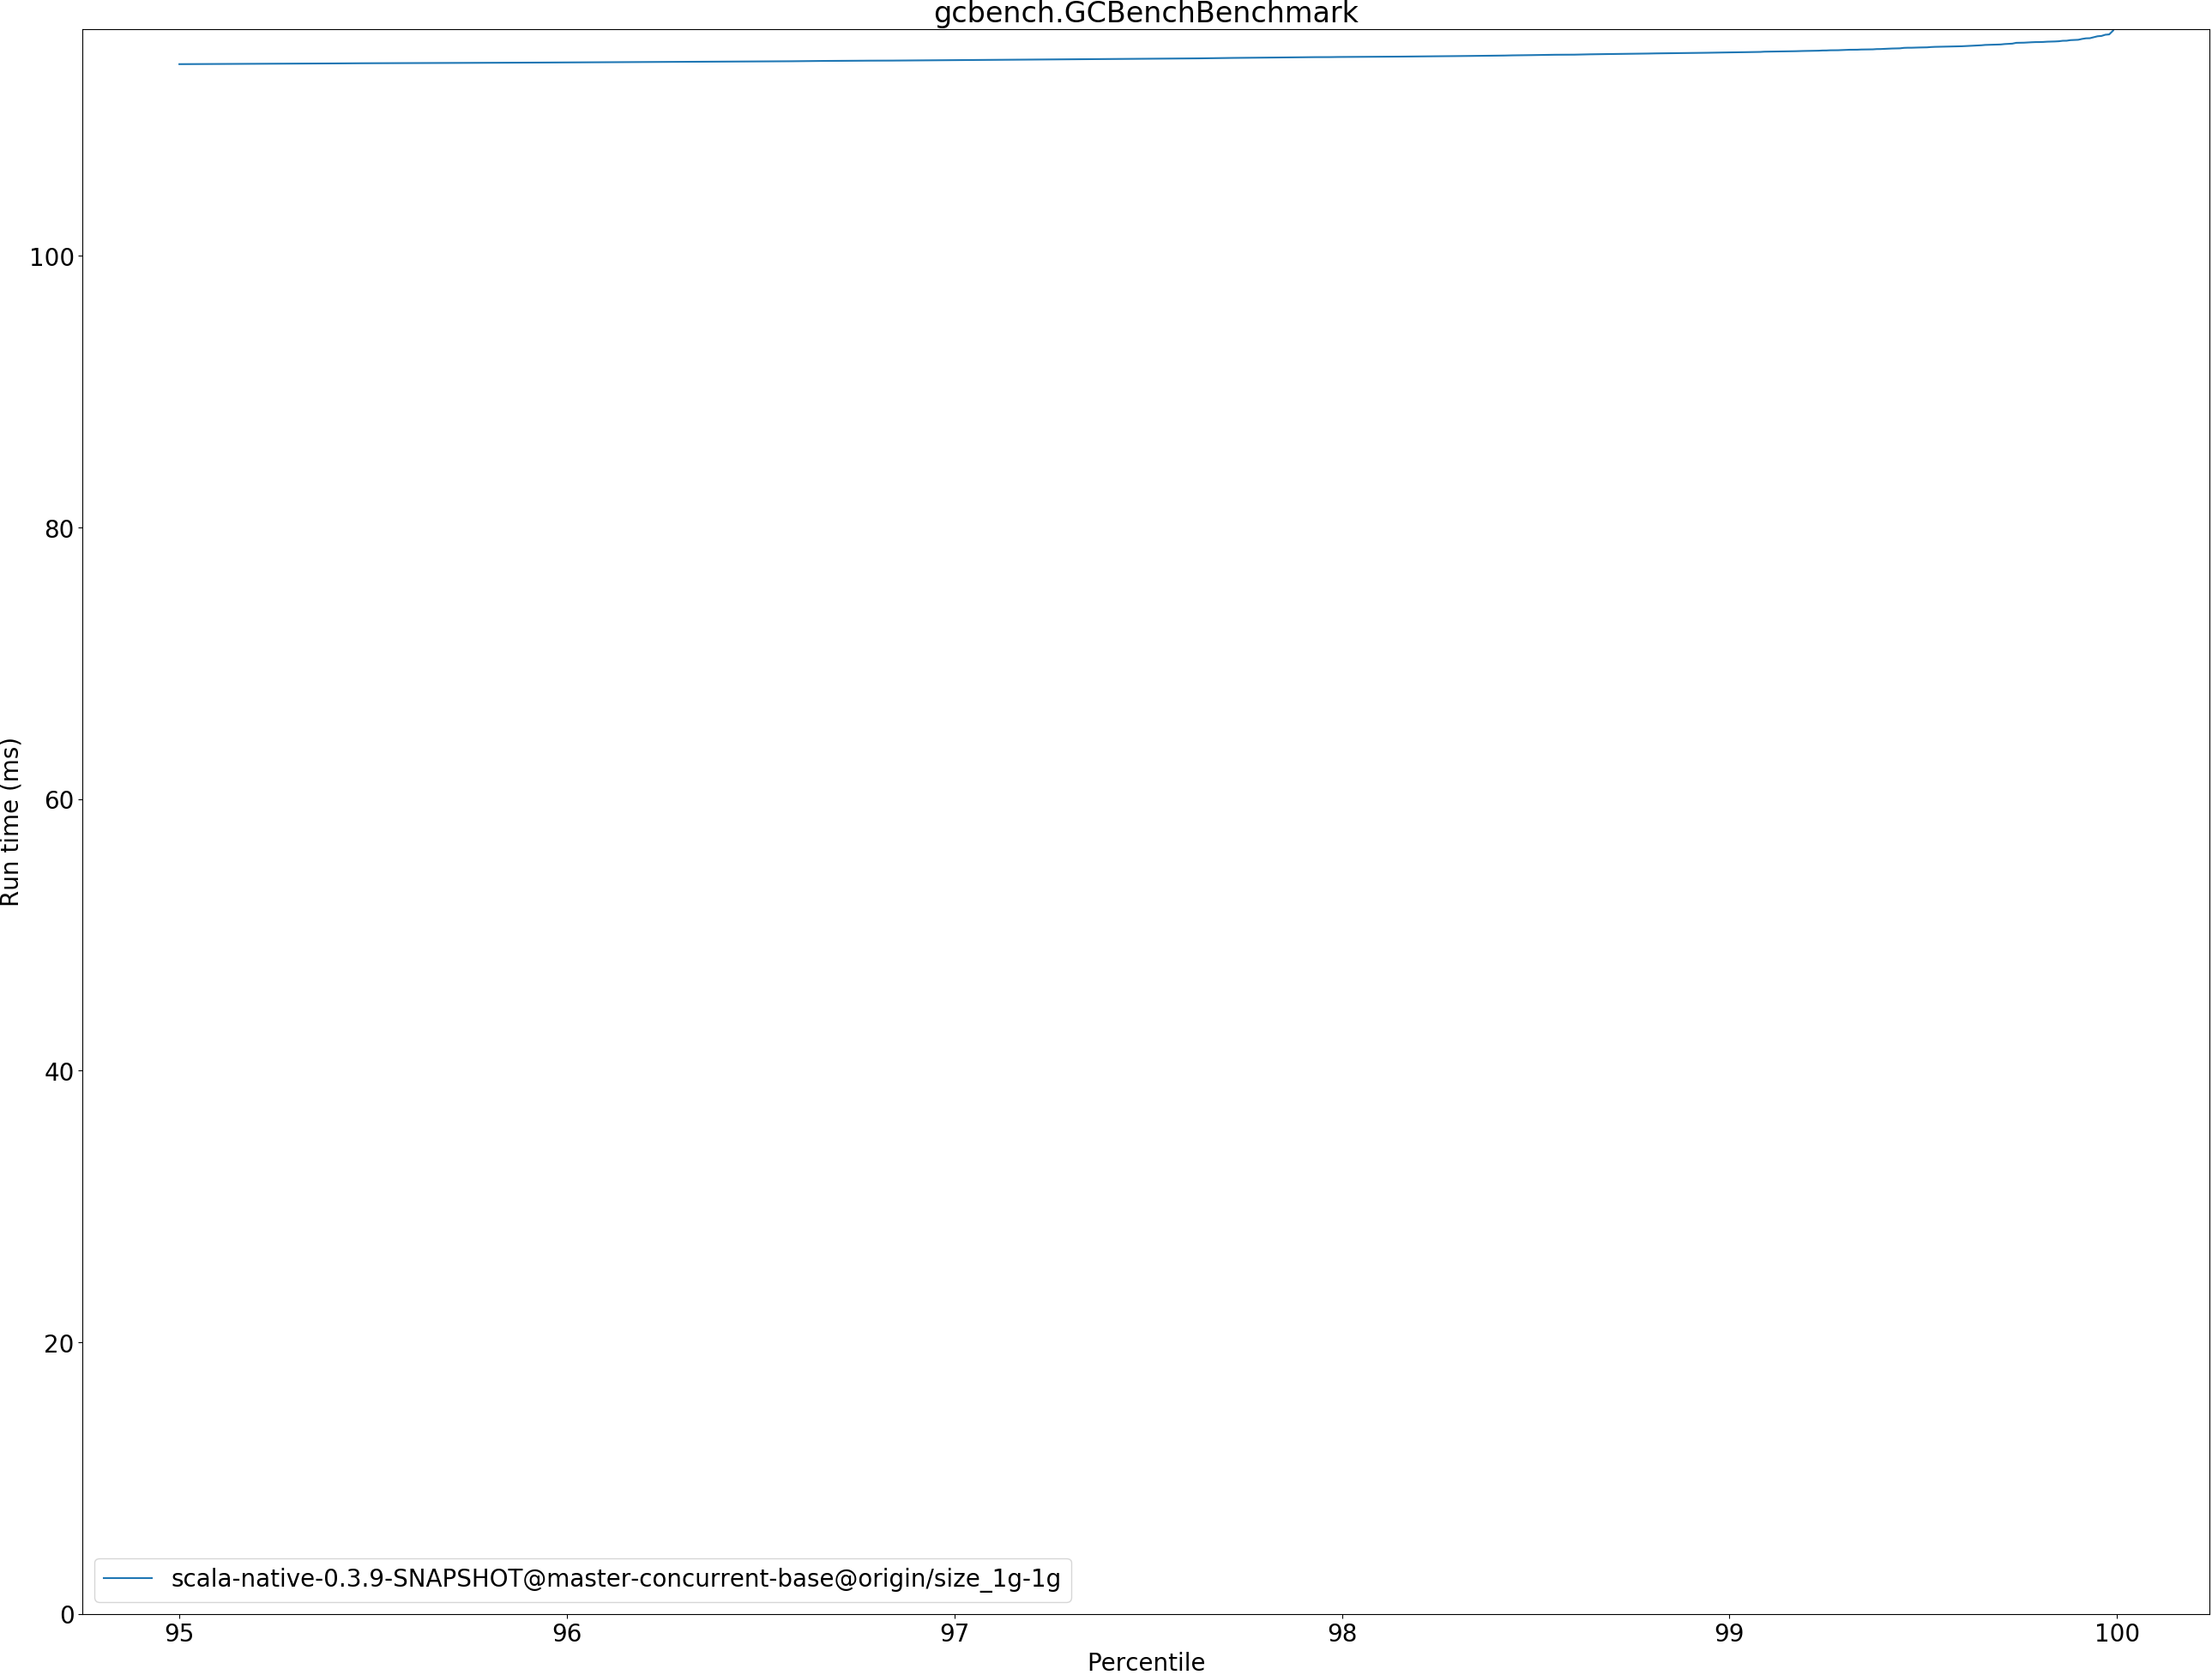 gcbench.GCBenchBenchmark
Run time (ms)
100
80
60
40
20
0
scala-native-0.3.9-SNAPSHOT@master-concurrent-base@origin/size_1g-1g
95 96 97 98 99 100
Percentile